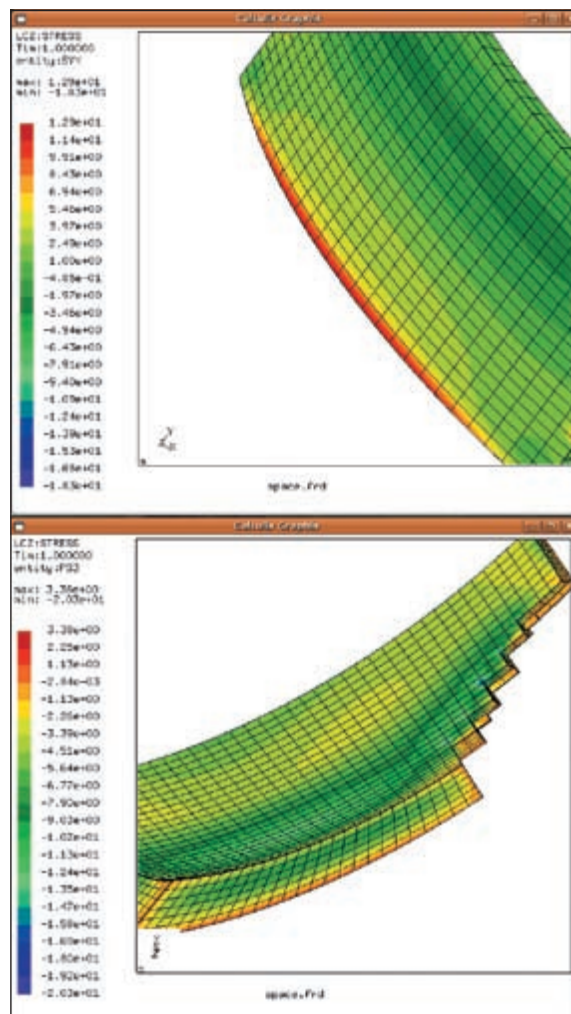 Calculix Graphix
LC2:STRESS
Tim:1.000000
entity:SYY
max: 1.29e+01
min: -1.83e+01
1.29e+01
1.14e+01
9.91e+00
8.43e+00
6.94e+00
5.46e+00
3.97e+00
2.49e+00
1.00e+00
-4.85e-01
-1.97e+00
-3.46e+00
-4.94e+00
-6.43e+00
-7.91e+00
-9.40e+00
-1.09e+01
-1.24e+01
-1.39e+01
-1.53e+01
-1.68e+01
-1.83e+01
space.frd
Calculix Graphix
LC2:STRESS
Tim:1.000000
entity:PS3
max: 3.38e+00
min: -2.03e+01
3.38e+00
2.25e+00
1.13e+00
-1.13e+00
-2.26e+00
-3.39e+00
-4.51e+00
-5.64e+00
-6.77e+00
-7.90e+00
-9.03e+00
-1.02e+01
-1.13e+01
-1.24e+01
-1.35e+01
-1.47e+01
-1.58e+01
-1.69e+01
-1.80e+01
-1.92e+01
-2.03e+01
space.frd